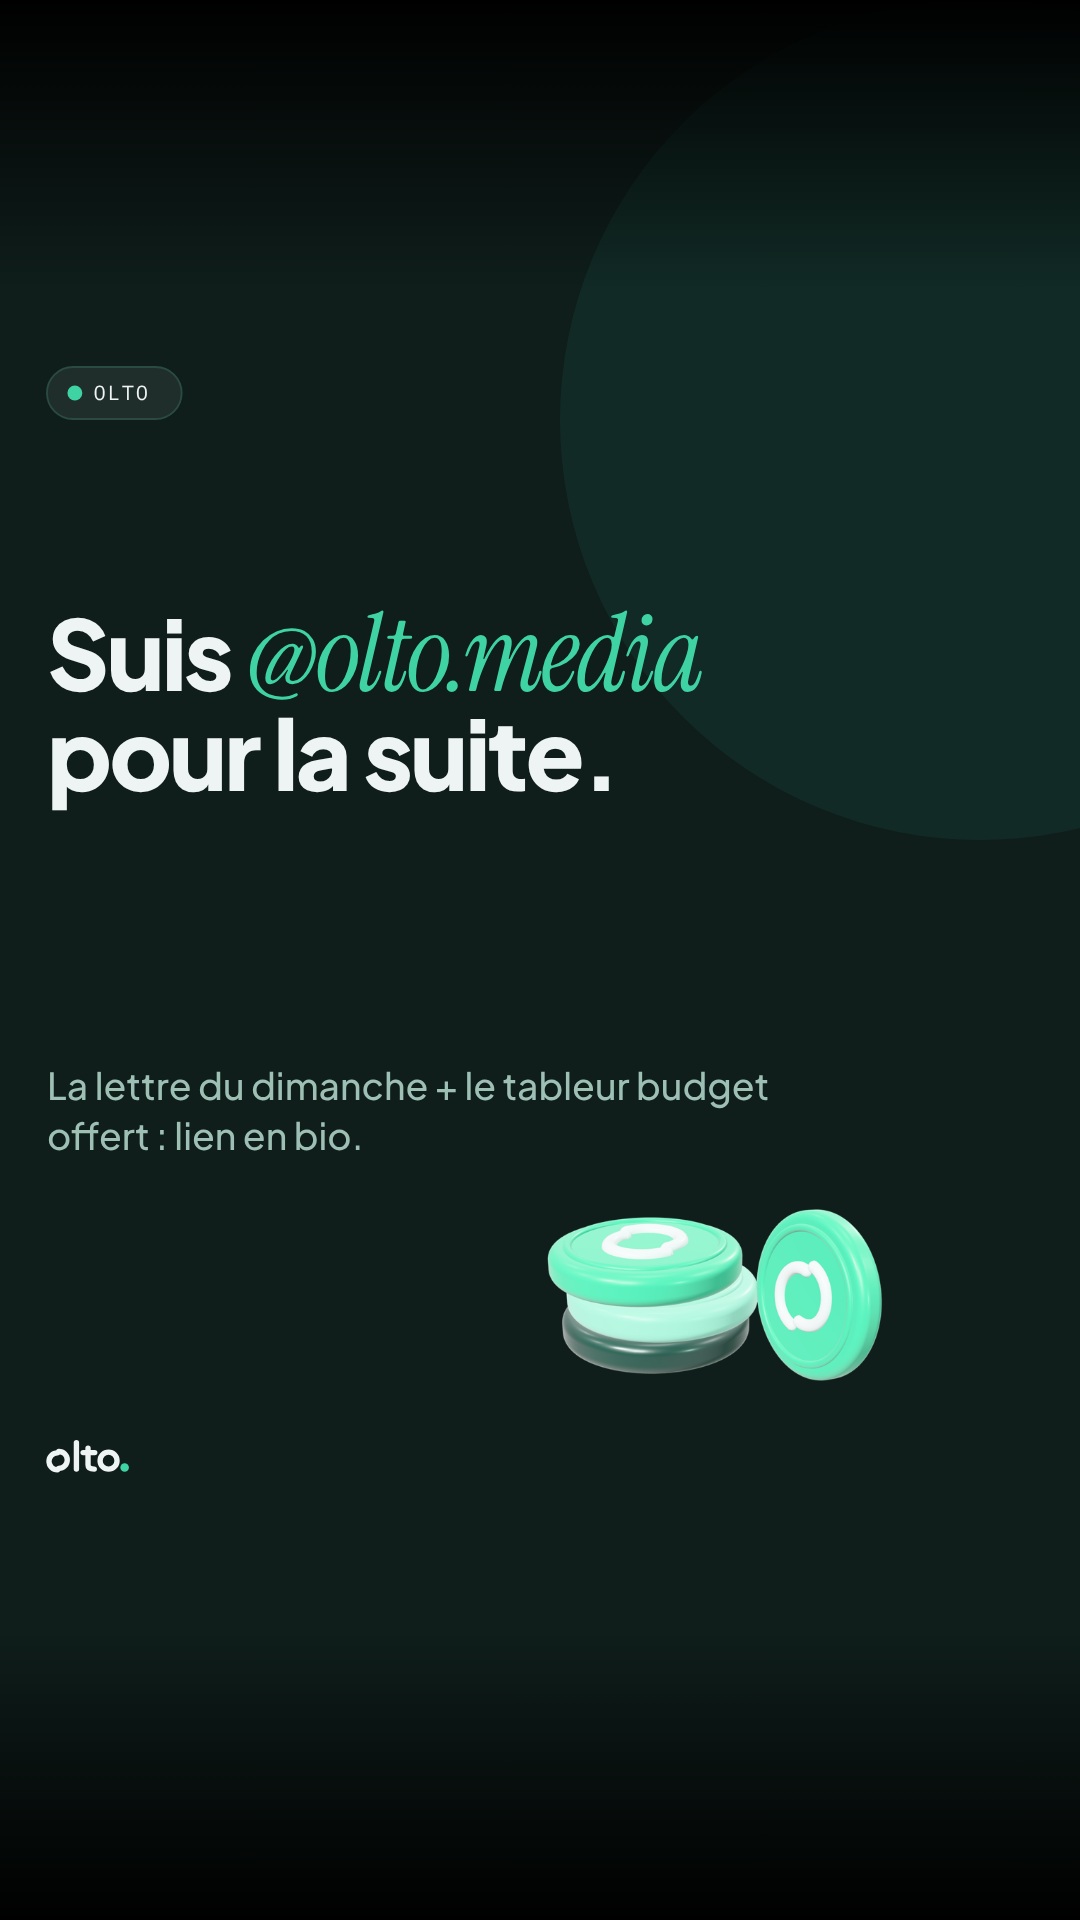 OLTO
Suis @olto.media
pour la suite.
La lettre du dimanche + le tableur budget
offert : lien en bio.
olto.